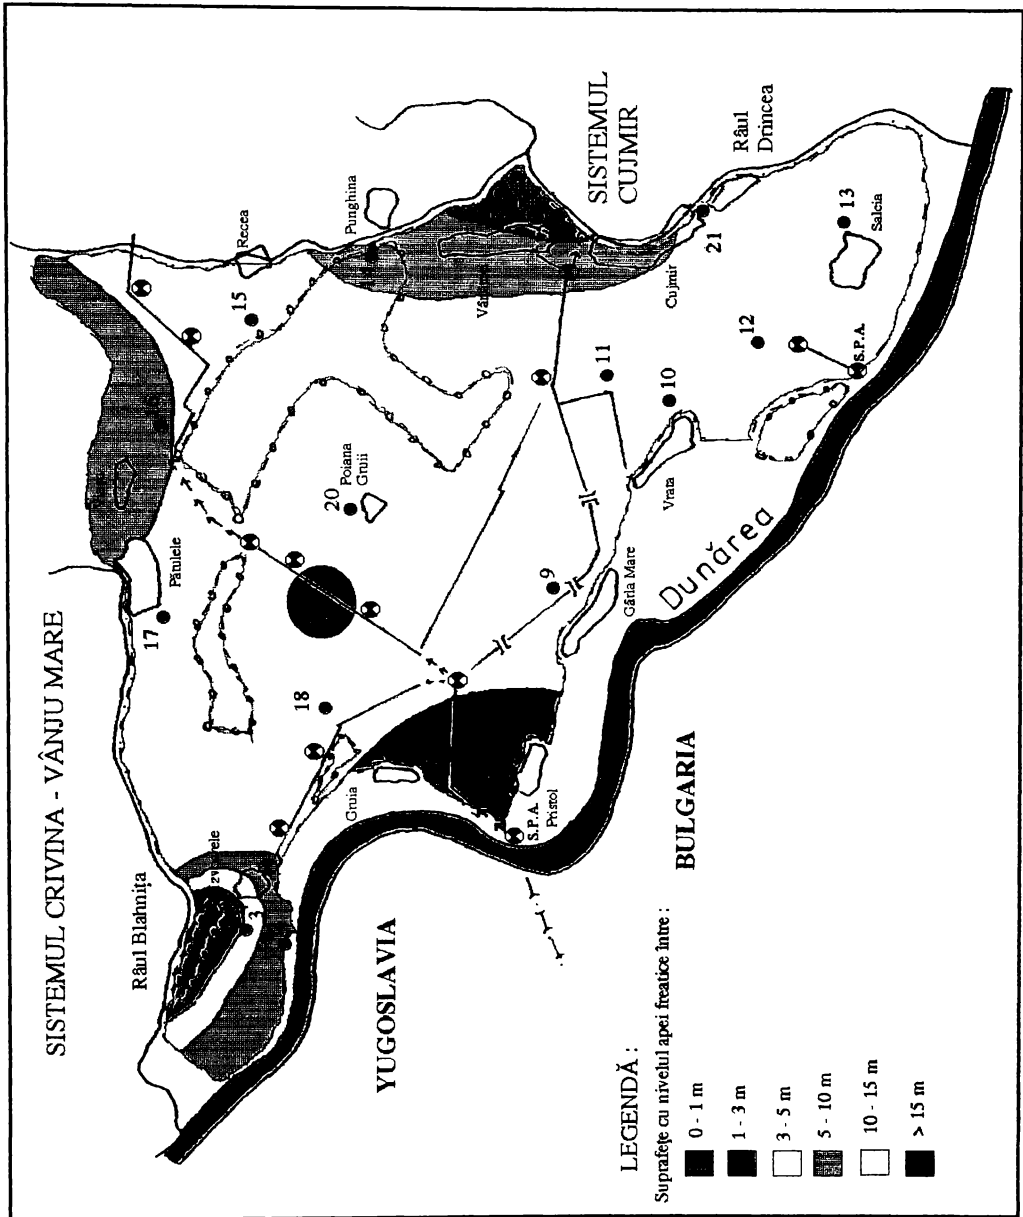 SISTEMUL CRIVINA - VÂNJU MARE
Râul Blahnița
17
Pătulele
Recea
15
Punghina
SISTEMUL
CUJMIR
Râul
Drincea
18
20
Poiana
Gruii
Cujmir
21
13
Salcia
3
Gruia
9
11
10
12
S.P.A.
Vrata
Gârla Mare
S.P.A.
Pristol
Dunărea
YUGOSLAVIA
BULGARIA
LEGENDĂ :
Suprafețe cu nivelul apei freatice între :
0 - 1 m
1 - 3 m
3 - 5 m
5 - 10 m
10 - 15 m
> 15 m